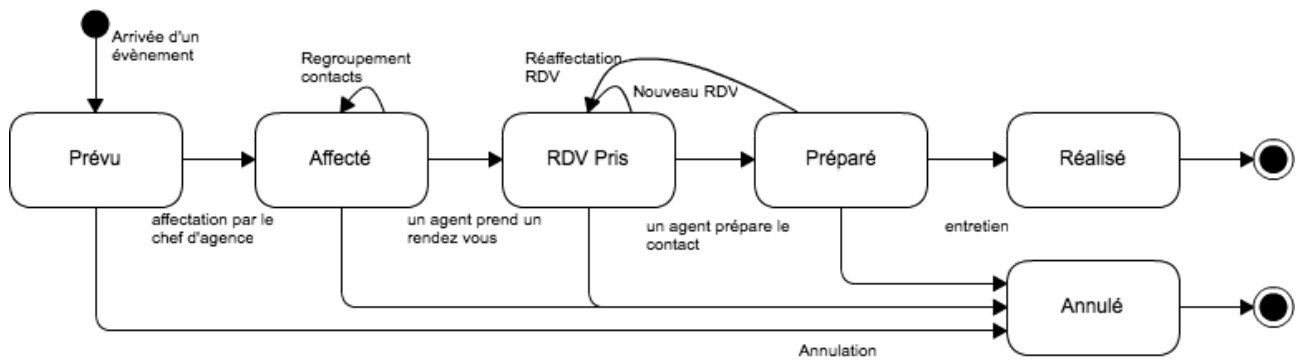 Arrivée d'un
évènement
Regroupement
contacts
Réaffectation
RDV
Nouveau RDV
Prévu
Affecté
RDV Pris
Préparé
Réalisé
affectation par le
chef d'agence
un agent prend un
rendez vous
un agent prépare le
contact
entretien
Annulé
Annulation